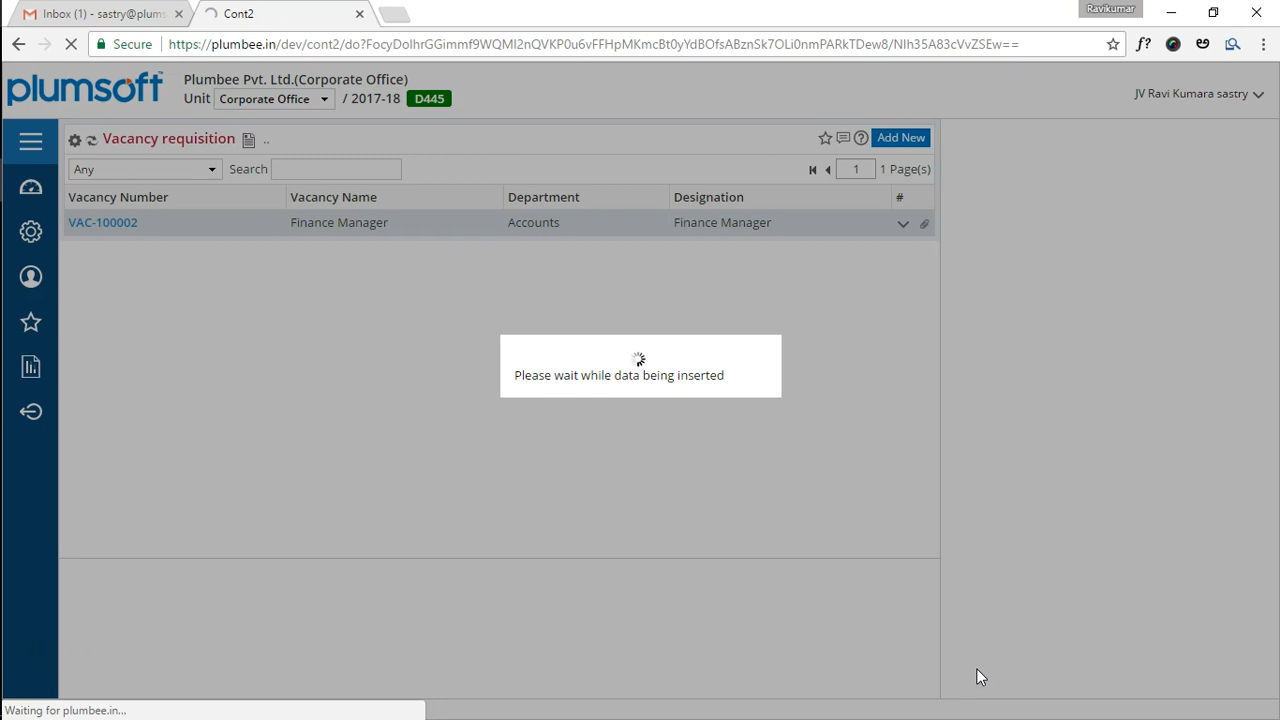 Inbox (1) - sastry@plums
Cont2
Ravikumar
Secure
https://plumbee.in/dev/cont2/do?FocyDolhrGGimmf9WQMI2nQVKP0u6vFFHpMKmcBt0yYdBOfsABznSk7OLi0mPARkTDew8/NIh35A83cVvZSEw==
f?
plumsoft
Plumbee Pvt. Ltd.(Corporate Office)
Unit Corporate Office / 2017-18 D445
JV Ravi Kumara sastry
Vacancy requisition ..
Add New
Any
Search
1
1 Page(s)
Vacancy Number Vacancy Name Department Designation #
VAC-100002 Finance Manager Accounts Finance Manager
Please wait while data being inserted
Waiting for plumbee.in...